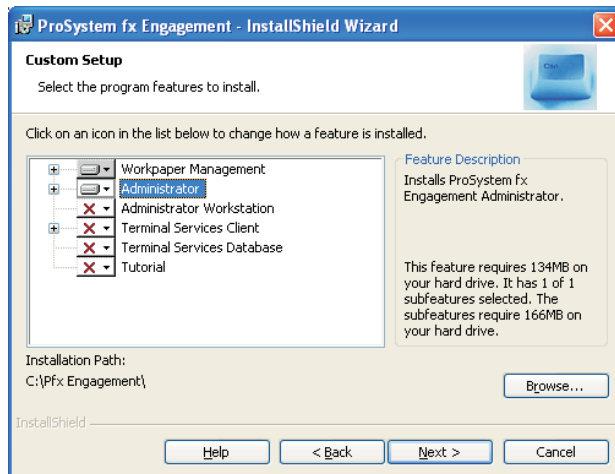 ProSystem fx Engagement - InstallShield Wizard
Custom Setup
Select the program features to install.
Ctrl
Click on an icon in the list below to change how a feature is installed.
Workpaper Management
Administrator
Administrator Workstation
Terminal Services Client
Terminal Services Database
Tutorial
Feature Description
Installs ProSystem fx
Engagement Administrator.
This feature requires 134MB on
your hard drive. It has 1 of 1
subfeatures selected. The
subfeatures require 166MB on
your hard drive.
Installation Path:
C:\Pfx Engagement\
Browse...
InstallShield
Help
< Back
Next >
Cancel